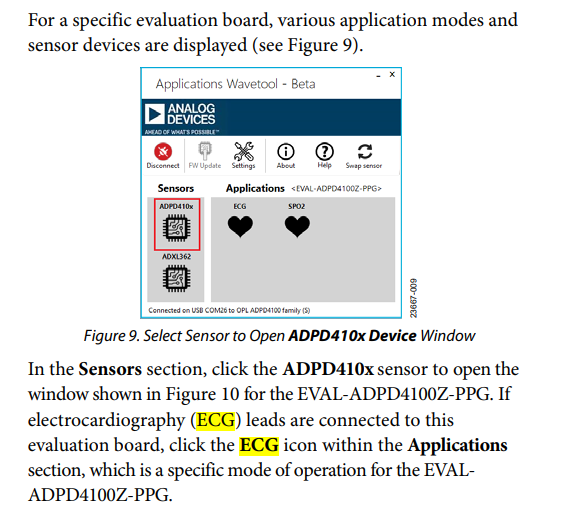 For a specific evaluation board, various application modes and
sensor devices are displayed (see Figure 9).
Applications Wavetool - Beta
- x
ANALOG
DEVICES
AHEAD OF WHAT'S POSSIBLE™
Disconnect FW Update Settings About Help Swap sensor
Sensors Applications <EVAL-ADPD4100Z-PPG>
ADPD410x ECG SPO2
ADXL362
Connected on USB COM26 to OPL ADPD4100 family (S)
23667-009
Figure 9. Select Sensor to Open ADPD410x Device Window
In the Sensors section, click the ADPD410x sensor to open the
window shown in Figure 10 for the EVAL-ADPD4100Z-PPG. If
electrocardiography (ECG) leads are connected to this
evaluation board, click the ECG icon within the Applications
section, which is a specific mode of operation for the EVAL-
ADPD4100Z-PPG.